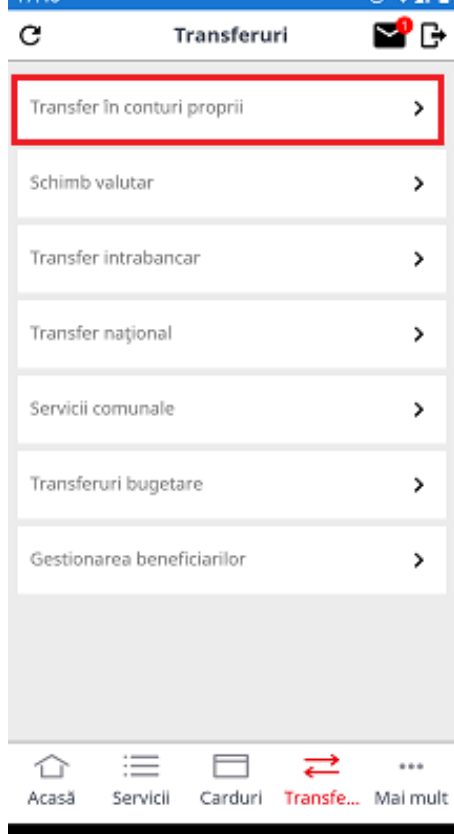 Transferuri
1
Transfer în conturi proprii
Schimb valutar
Transfer intrabancar
Transfer național
Servicii comunale
Transferuri bugetare
Gestionarea beneficiarilor
Acasă Servicii Carduri Transfe... Mai mult